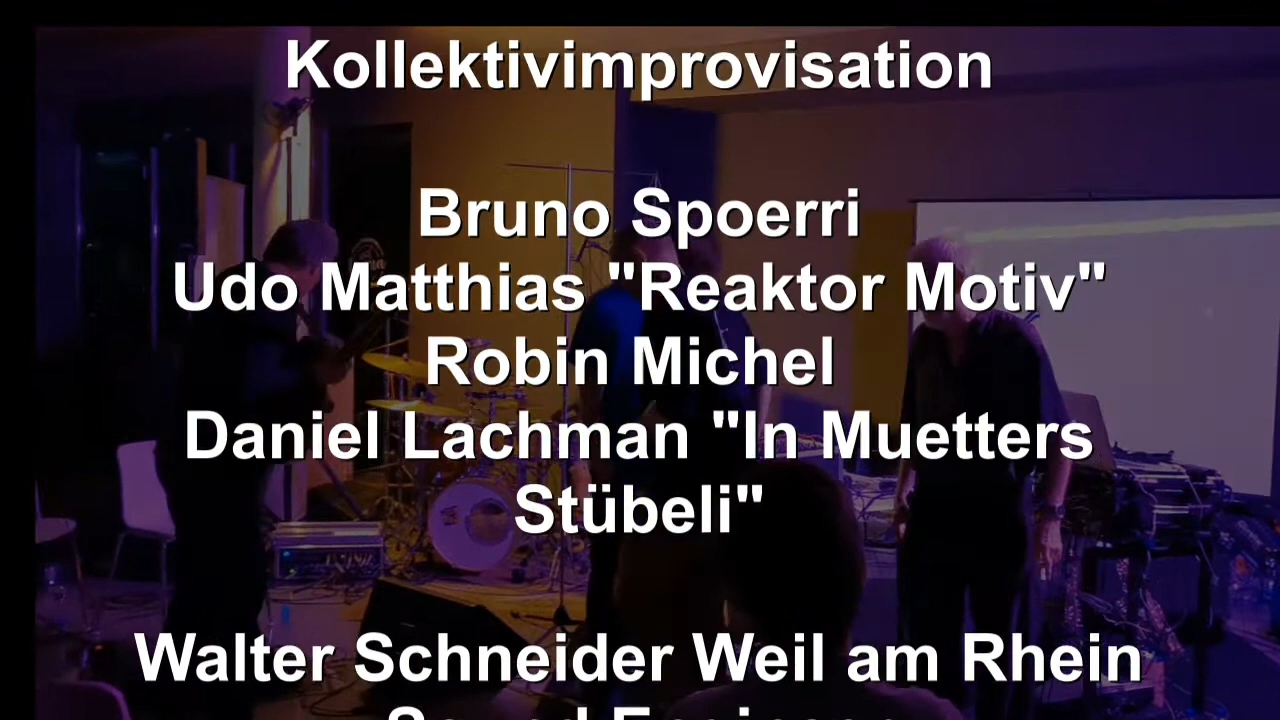 Kollektivimprovisation
Bruno Spoerri
Udo Matthias "Reaktor Motiv"
Robin Michel
Daniel Lachman "In Muetters
Stübeli"
Walter Schneider Weil am Rhein